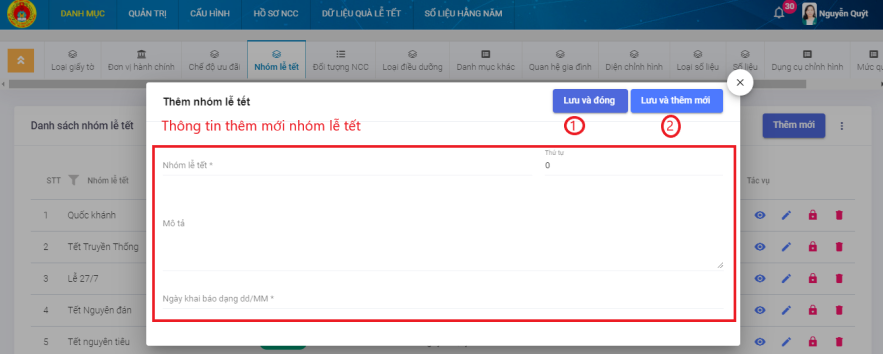 DANH MỤC QUẢN TRỊ CẤU HÌNH HỒ SƠ NCC DỮ LIỆU QUÀ LỄ TẾT SỐ LIỆU HẰNG NĂM 30 Nguyễn Quýt
Loại giấy tờ Đơn vị hành chính Chế độ ưu đãi Nhóm lễ tết Đối tượng NCC Loại điều dưỡng Danh mục khác Quan hệ gia đình Diện chỉnh hình Loại số liệu Số liệu Dụng cụ chỉnh hình Mức
Thêm nhóm lễ tết Lưu và đóng Lưu và thêm mới
Danh sách nhóm lễ tết Thông tin thêm mới nhóm lễ tết 1 2 Thêm mới
Nhóm lễ tết * Thứ tự
0
STT Nhóm lễ tết Tác vụ
1 Quốc khánh
Mô tả
2 Tết Truyền Thống
3 Lễ 27/7
Ngày khai báo dạng dd/MM *
4 Tết Nguyên đán
5 Tết nguyên tiêu